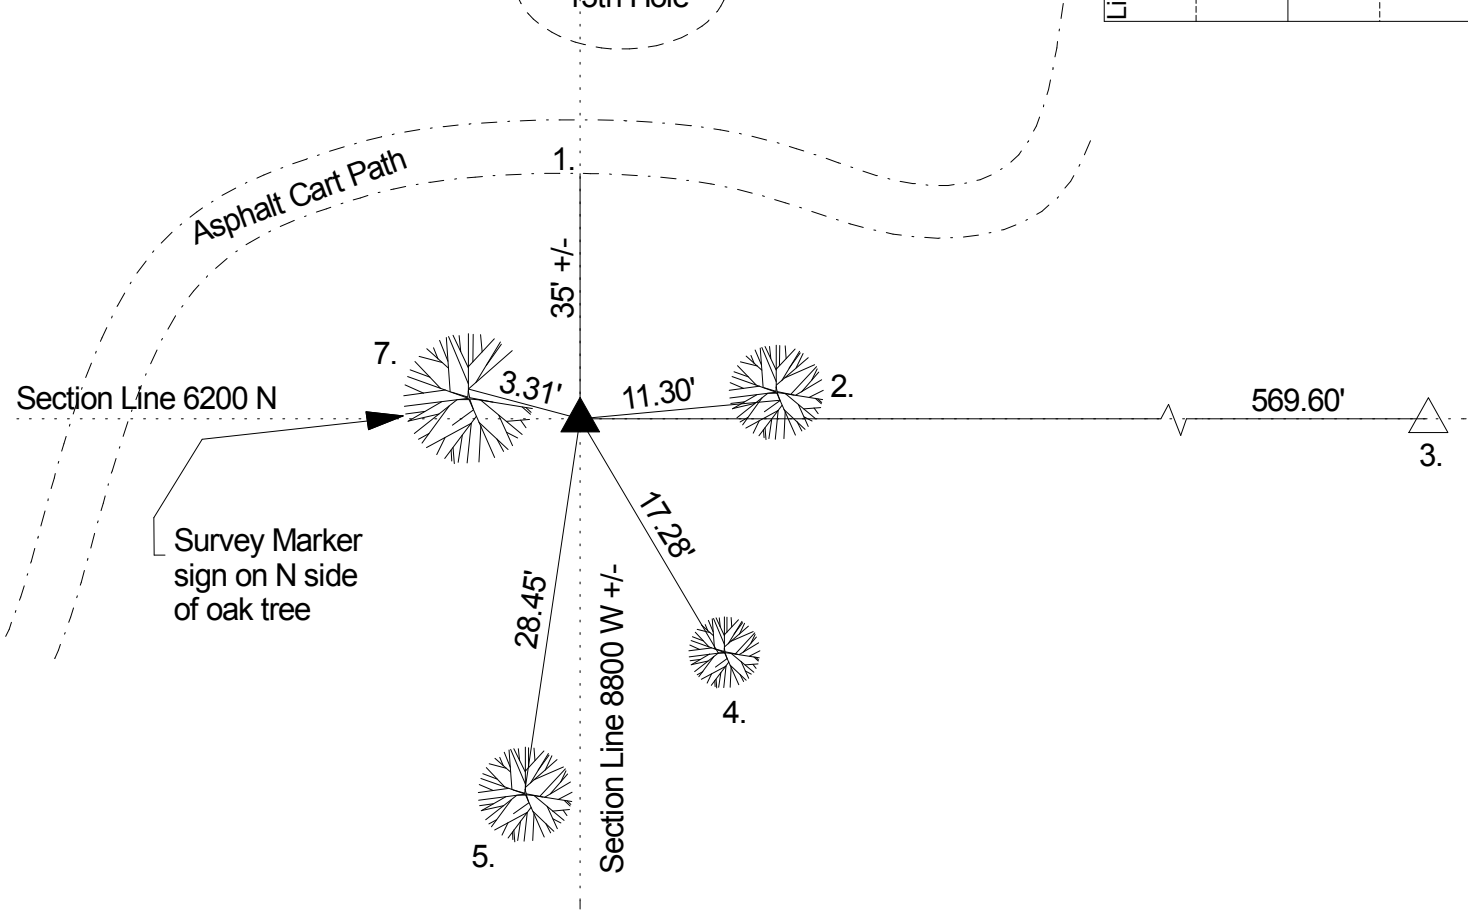 Hole
Li
1.
Asphalt Cart Path
35' +/-
7.
3.31'
11.30'
2.
Section Line 6200 N
569.60'
3.
17.28'
Survey Marker
sign on N side
of oak tree
28.45'
Section Line 8800 W +/-
4.
5.